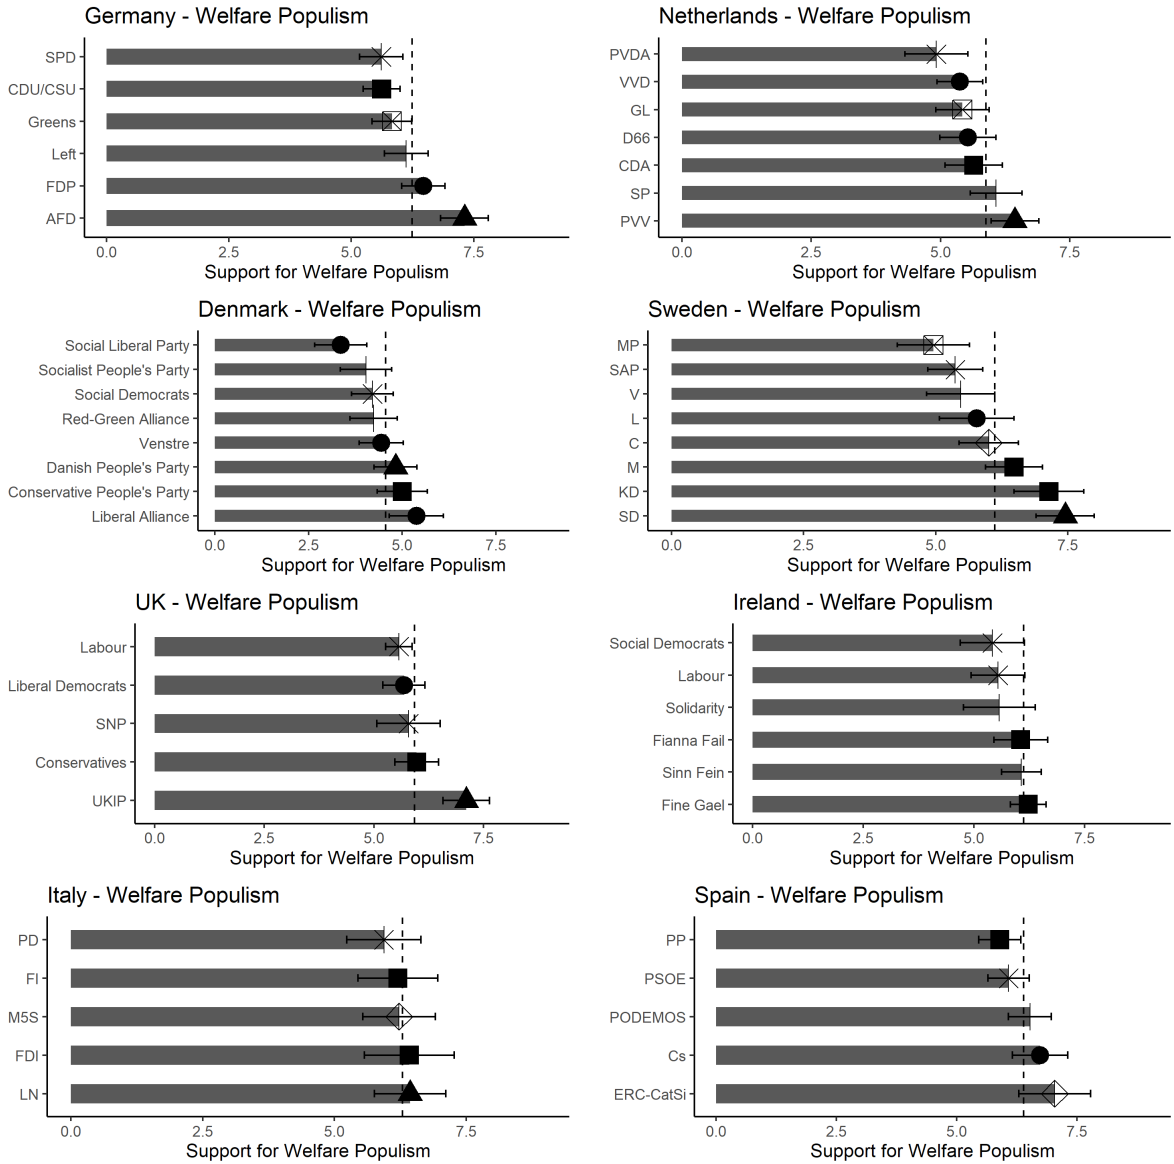 Germany - Welfare Populism
SPD
CDU/CSU
Greens
Left
FDP
AFD
0.0 2.5 5.0 7.5
Support for Welfare Populism
Netherlands - Welfare Populism
PVDA
VVD
GL
D66
CDA
SP
PVV
0.0 2.5 5.0 7.5
Support for Welfare Populism
Denmark - Welfare Populism
Social Liberal Party
Socialist People's Party
Social Democrats
Red-Green Alliance
Venstre
Danish People's Party
Conservative People's Party
Liberal Alliance
0.0 2.5 5.0 7.5
Support for Welfare Populism
Sweden - Welfare Populism
MP
SAP
V
L
C
M
KD
SD
0.0 2.5 5.0 7.5
Support for Welfare Populism
UK - Welfare Populism
Labour
Liberal Democrats
SNP
Conservatives
UKIP
0.0 2.5 5.0 7.5
Support for Welfare Populism
Ireland - Welfare Populism
Social Democrats
Labour
Solidarity
Fianna Fail
Sinn Fein
Fine Gael
0.0 2.5 5.0 7.5
Support for Welfare Populism
Italy - Welfare Populism
PD
FI
M5S
FDI
LN
0.0 2.5 5.0 7.5
Support for Welfare Populism
Spain - Welfare Populism
PP
PSOE
PODEMOS
Cs
ERC-CatSi
0.0 2.5 5.0 7.5
Support for Welfare Populism